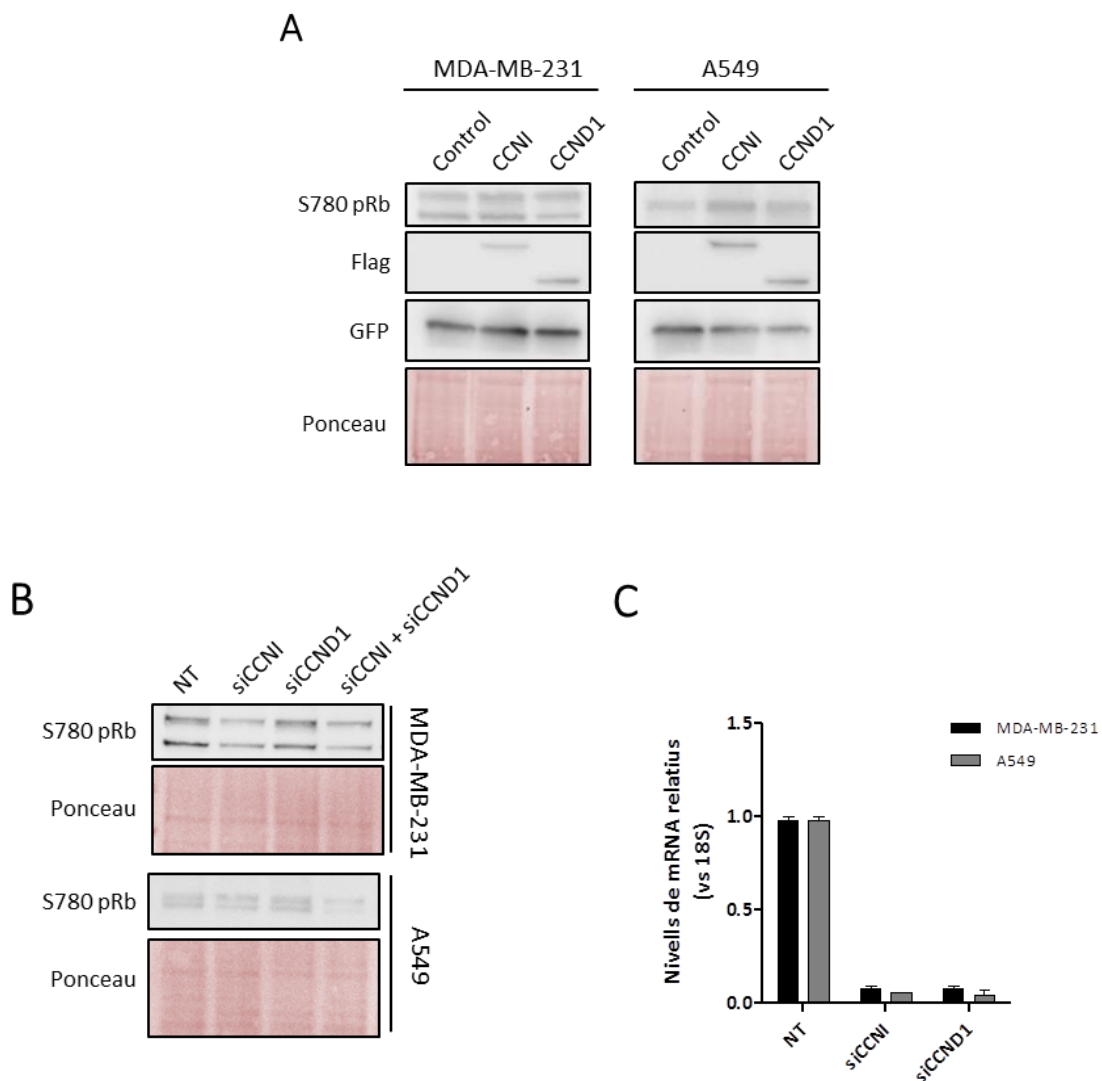 A
MDA-MB-231
A549
Control
CCNI
CCND1
Control
CCNI
CCND1
S780 pRb
Flag
GFP
Ponceau
B
NT
siCCNI
siCCND1
siCCNI + siCCND1
S780 pRb
Ponceau
MDA-MB-231
S780 pRb
Ponceau
A549
C
Nivells de mRNA relatius
(vs 18S)
1.5
1.0
0.5
0.0
MDA-MB-231
A549
NT
siCCNI
siCCND1